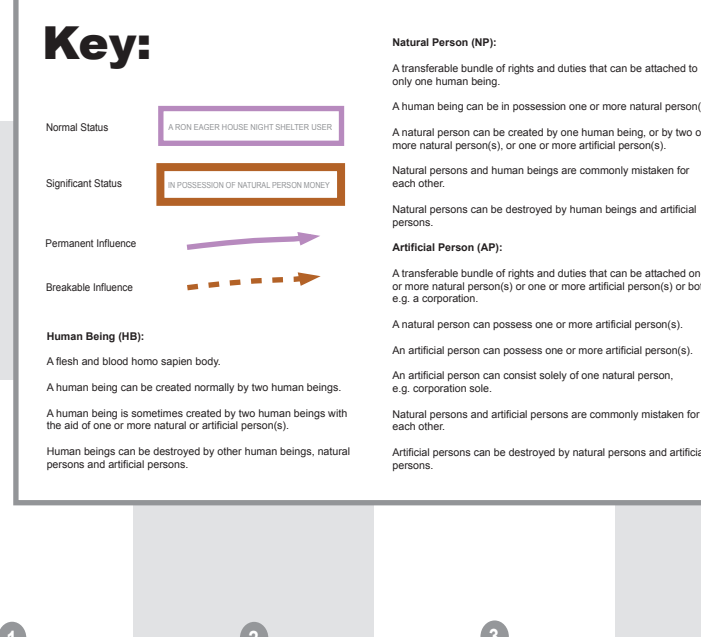 Key:
Normal Status
A RON EAGER HOUSE NIGHT SHELTER USER
Significant Status
IN POSSESSION OF NATURAL PERSON MONEY
Permanent Influence
Breakable Influence
Human Being (HB):
A flesh and blood homo sapien body.
A human being can be created normally by two human beings.
A human being is sometimes created by two human beings with
the aid of one or more natural or artificial person(s).
Human beings can be destroyed by other human beings, natural
persons and artificial persons.
Natural Person (NP):
A transferable bundle of rights and duties that can be attached to
only one human being.
A human being can be in possession one or more natural person(
A natural person can be created by one human being, or by two o
more natural person(s), or one or more artificial person(s).
Natural persons and human beings are commonly mistaken for
each other.
Natural persons can be destroyed by human beings and artificial
persons.
Artificial Person (AP):
A transferable bundle of rights and duties that can be attached on
or more natural person(s) or one or more artificial person(s) or bot
e.g. a corporation.
A natural person can possess one or more artificial person(s).
An artificial person can possess one or more artificial person(s).
An artificial person can consist solely of one natural person,
e.g. corporation sole.
Natural persons and artificial persons are commonly mistaken for
each other.
Artificial persons can be destroyed by natural persons and artificia
persons.
1
2
3